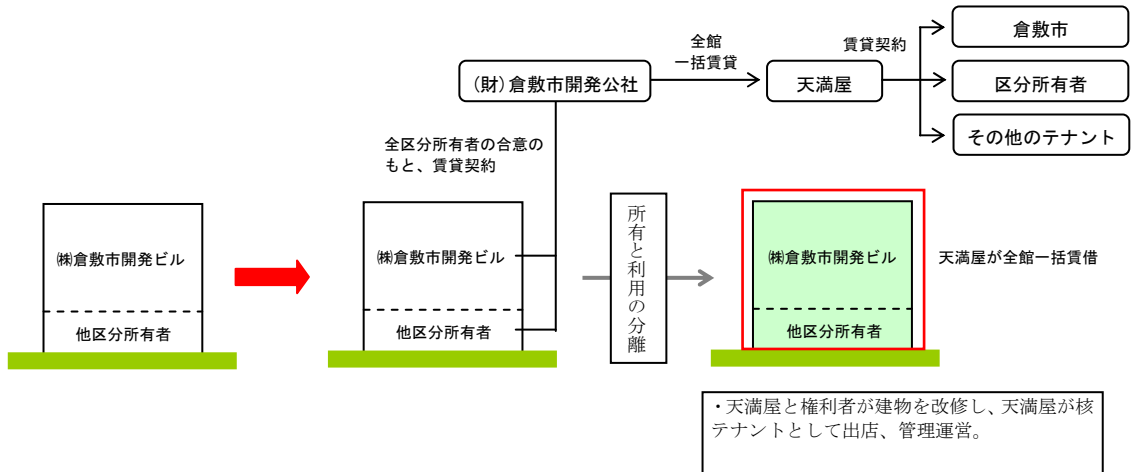 倉敷市
全館
一括賃貸
賃貸契約
(財)倉敷市開発公社
天満屋
区分所有者
その他のテナント
全区分所有者の合意の
もと、賃貸契約
㈱倉敷市開発ビル
他区分所有者
㈱倉敷市開発ビル
他区分所有者
所有と利用の分離
㈱倉敷市開発ビル
他区分所有者
天満屋が全館一括賃借
・天満屋と権利者が建物を改修し、天満屋が核
テナントとして出店、管理運営。